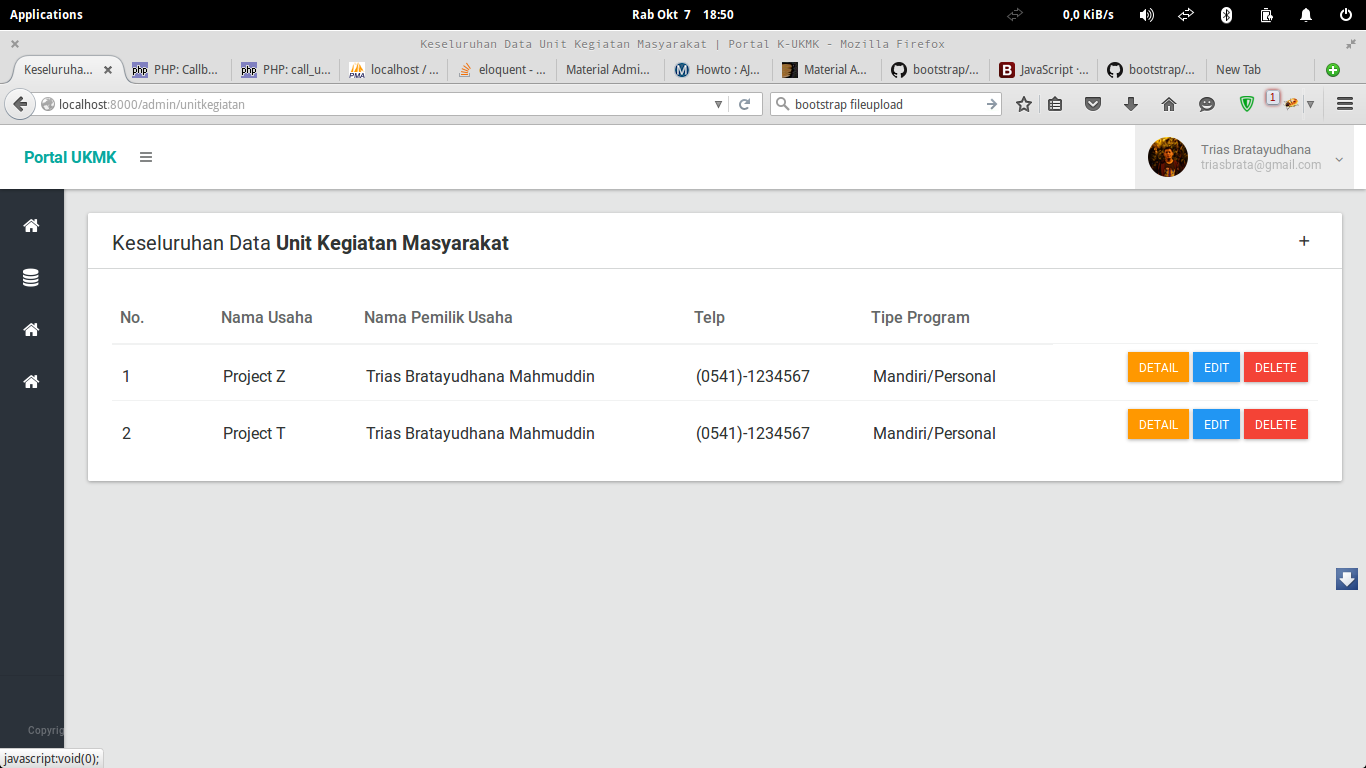 Applications Rab Okt 7 18:50 0,0 KiB/s
Keseluruhan Data Unit Kegiatan Masyarakat | Portal K-UKMK - Mozilla Firefox
Keseluruha... PHP: Callb... PHP: call_u... localhost / ... eloquent - ... Material Admi... Howto : AJ... Material A... bootstrap/... JavaScript ·... bootstrap/... New Tab
localhost:8000/admin/unitkegiatan bootstrap fileupload 1
Portal UKMK
Trias Bratayudhana
triasbrata@gmail.com
Keseluruhan Data Unit Kegiatan Masyarakat +
No. Nama Usaha Nama Pemilik Usaha Telp Tipe Program
1 Project Z Trias Bratayudhana Mahmuddin (0541)-1234567 Mandiri/Personal DETAIL EDIT DELETE
2 Project T Trias Bratayudhana Mahmuddin (0541)-1234567 Mandiri/Personal DETAIL EDIT DELETE
Copyrig
javascript:void(0);